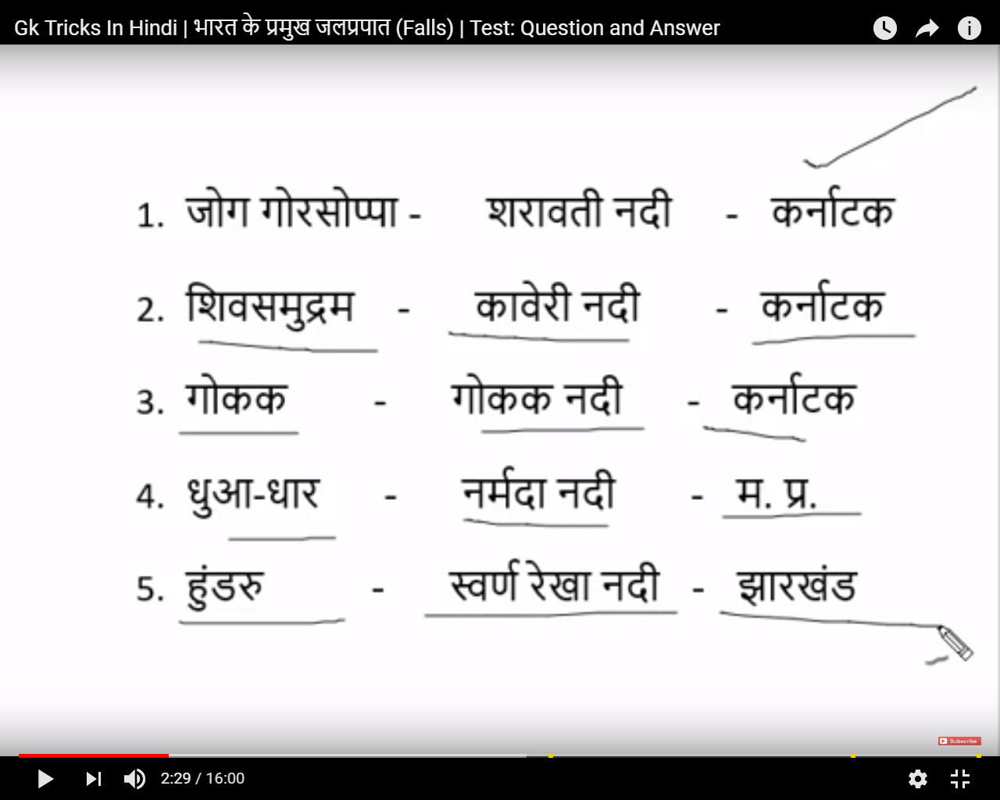 Gk Tricks In Hindi | भारत के प्रमुख जलप्रपात (Falls) | Test: Question and Answer
1. जोग गोरसोप्पा - शरावती नदी - कर्नाटक
2. शिवसमुद्रम - कावेरी नदी - कर्नाटक
3. गोकक - गोकक नदी - कर्नाटक
4. धुआ-धार - नर्मदा नदी - म. प्र.
5. हुंडरु - स्वर्ण रेखा नदी - झारखंड
Subscribe
2:29 / 16:00